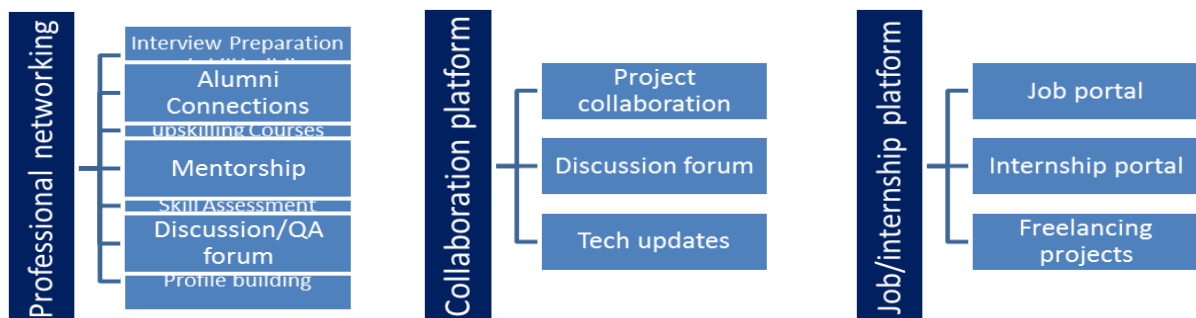 Professional networking
Interview Preparation
Alumni
Connections
upskilling Courses
Mentorship
Skill Assessment
Discussion/QA
forum
Profile building
Collaboration platform
Project
collaboration
Discussion forum
Tech updates
Job/internship platform
Job portal
Internship portal
Freelancing
projects